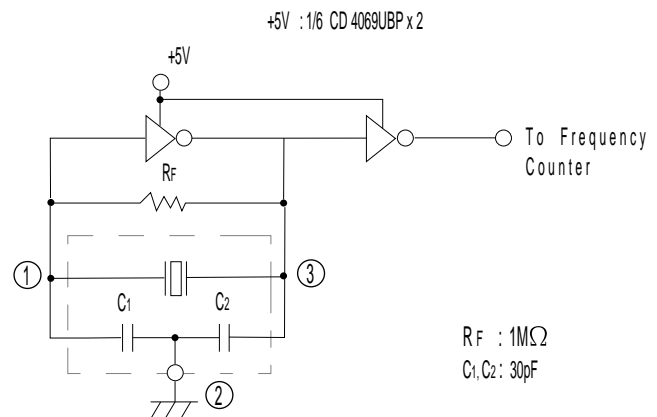 +5V : 1/6 CD 4069UBP x 2
+5V
To Frequency
Counter
RF
1
3
C1
C2
RF : 1MΩ
C1, C2 : 30pF
2